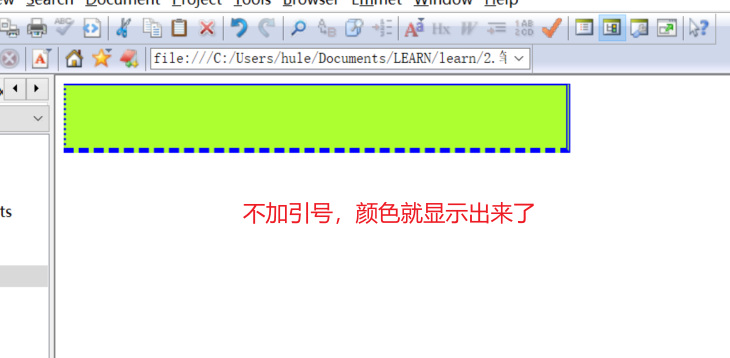 Search Document Project Tools Browser Emmet Window Help
file:///C:/Users/hule/Documents/LEARN/learn/2.
ts
不加引号，颜色就显示出来了